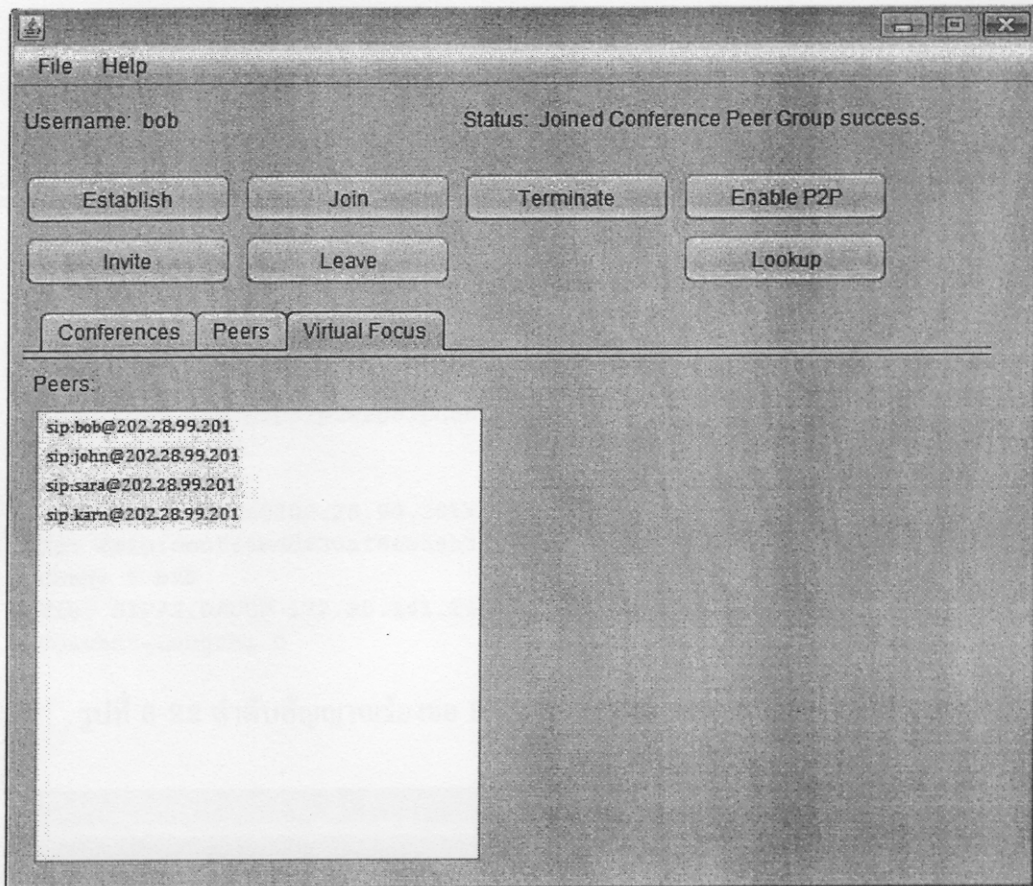 File Help
Username: bob Status: Joined Conference Peer Group success.
Establish Join Terminate Enable P2P
Invite Leave Lookup
Conferences Peers Virtual Focus
Peers:
sip:bob@202.28.99.201
sip:john@202.28.99.201
sip:sara@202.28.99.201
sip:karn@202.28.99.201